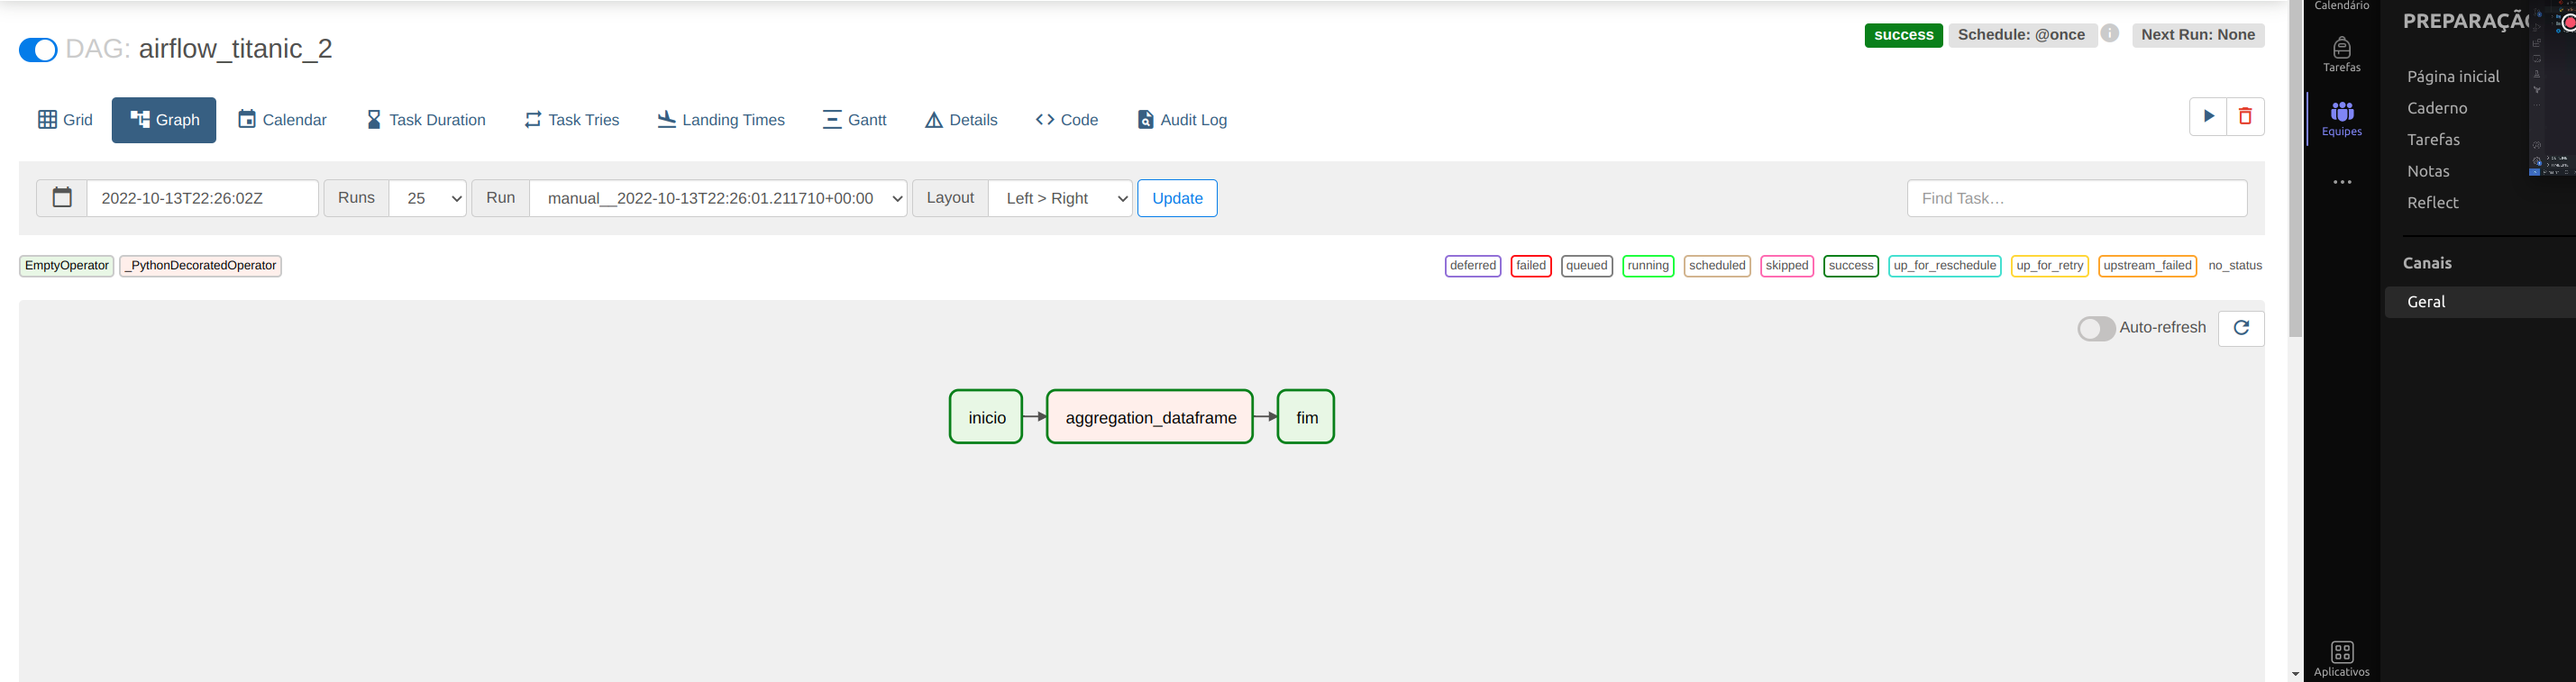 DAG: airflow_titanic_2
success
Schedule: @once
Next Run: None
Grid
Graph
Calendar
Task Duration
Task Tries
Landing Times
Gantt
Details
Code
Audit Log
2022-10-13T22:26:02Z
Runs
25
Run
manual__2022-10-13T22:26:01.211710+00:00
Layout
Left > Right
Update
Find Task...
EmptyOperator
_PythonDecoratedOperator
deferred
failed
queued
running
scheduled
skipped
success
up_for_reschedule
up_for_retry
upstream_failed
no_status
Auto-refresh
inicio
aggregation_dataframe
fim
Calendário
Tarefas
Equipes
Aplicativos
PREPARAÇÃ
Página inicial
Caderno
Tarefas
Notas
Reflect
Canais
Geral